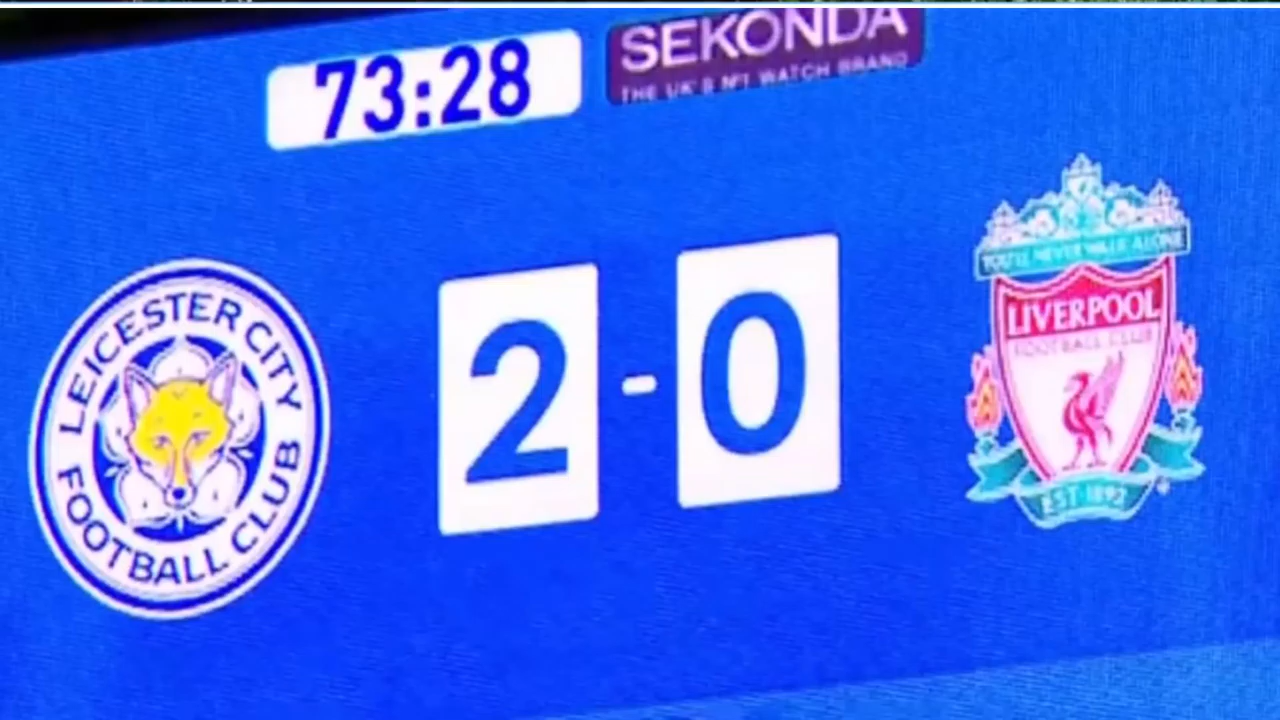 73:28
SEKONDA
THE UK'S Nº1 WATCH BRAND
LEICESTER CITY
FOOTBALL CLUB
2 - 0
YOU'LL NEVER WALK ALONE
LIVERPOOL
FOOTBALL CLUB
EST 1892